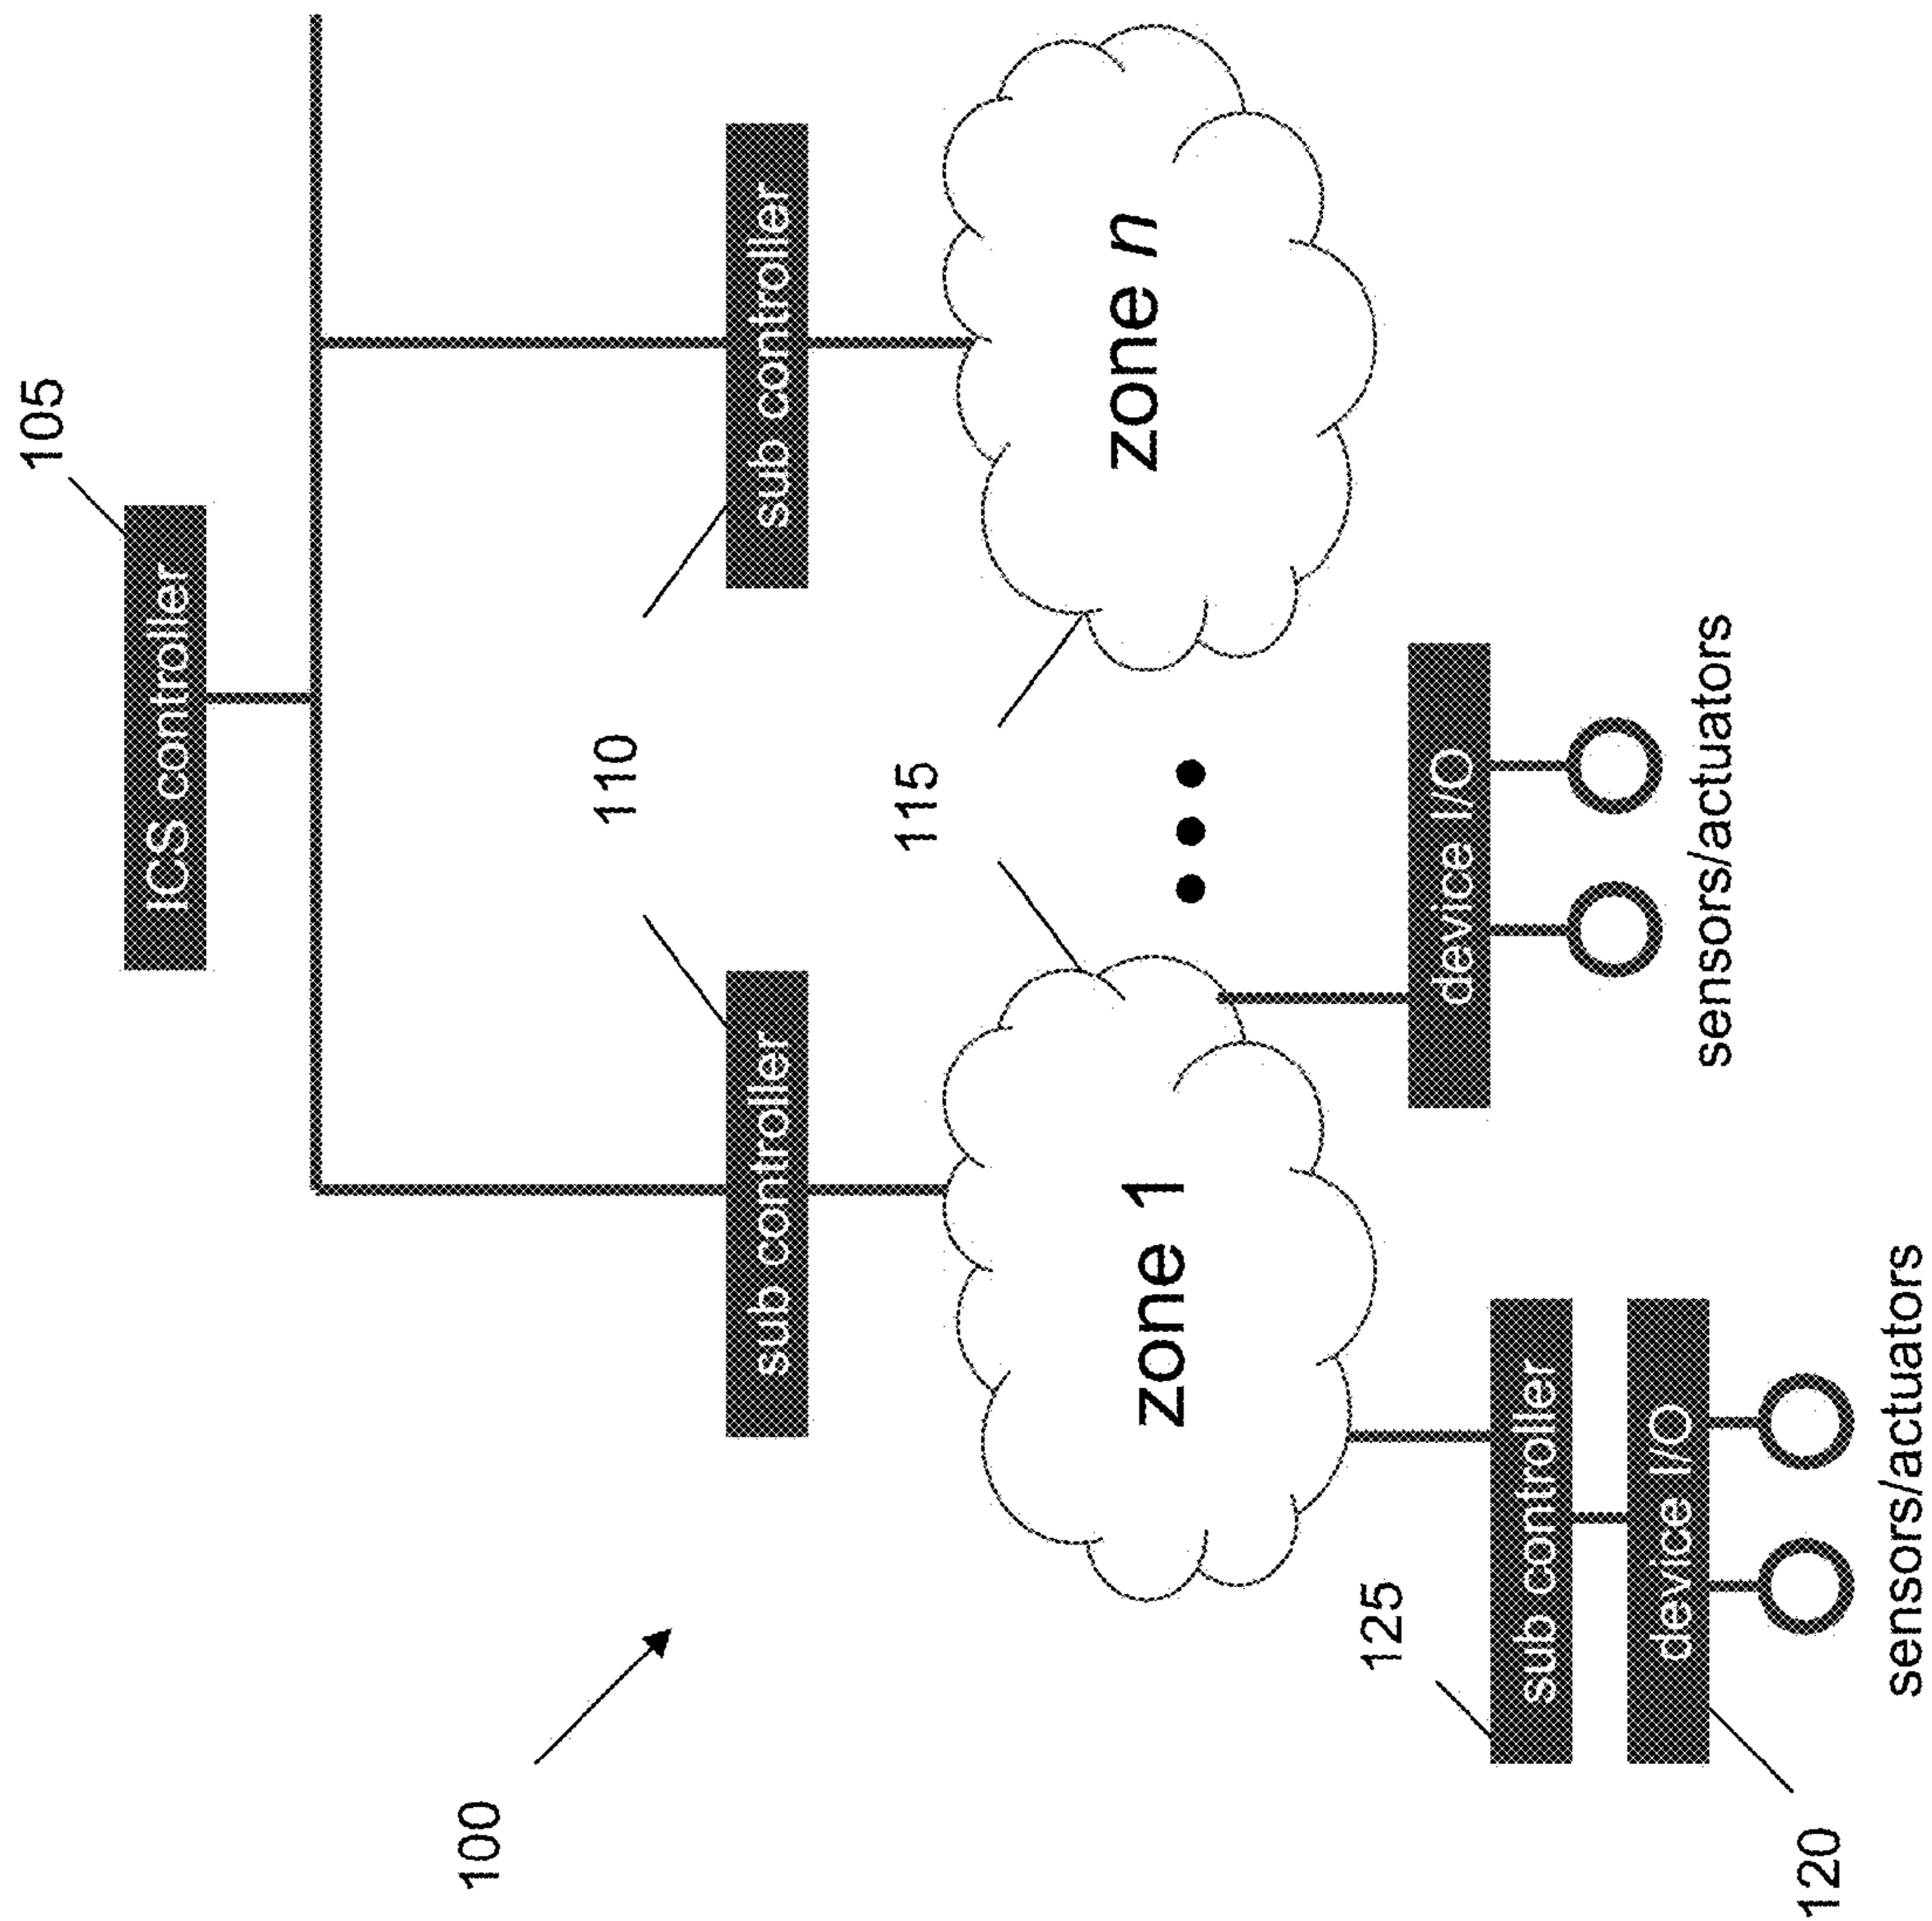 105
ICS controller
110
sub controller
sub controller
115
zone 1
zone n
100
device I/O
sensors/actuators
125
sub controller
device I/O
120
sensors/actuators